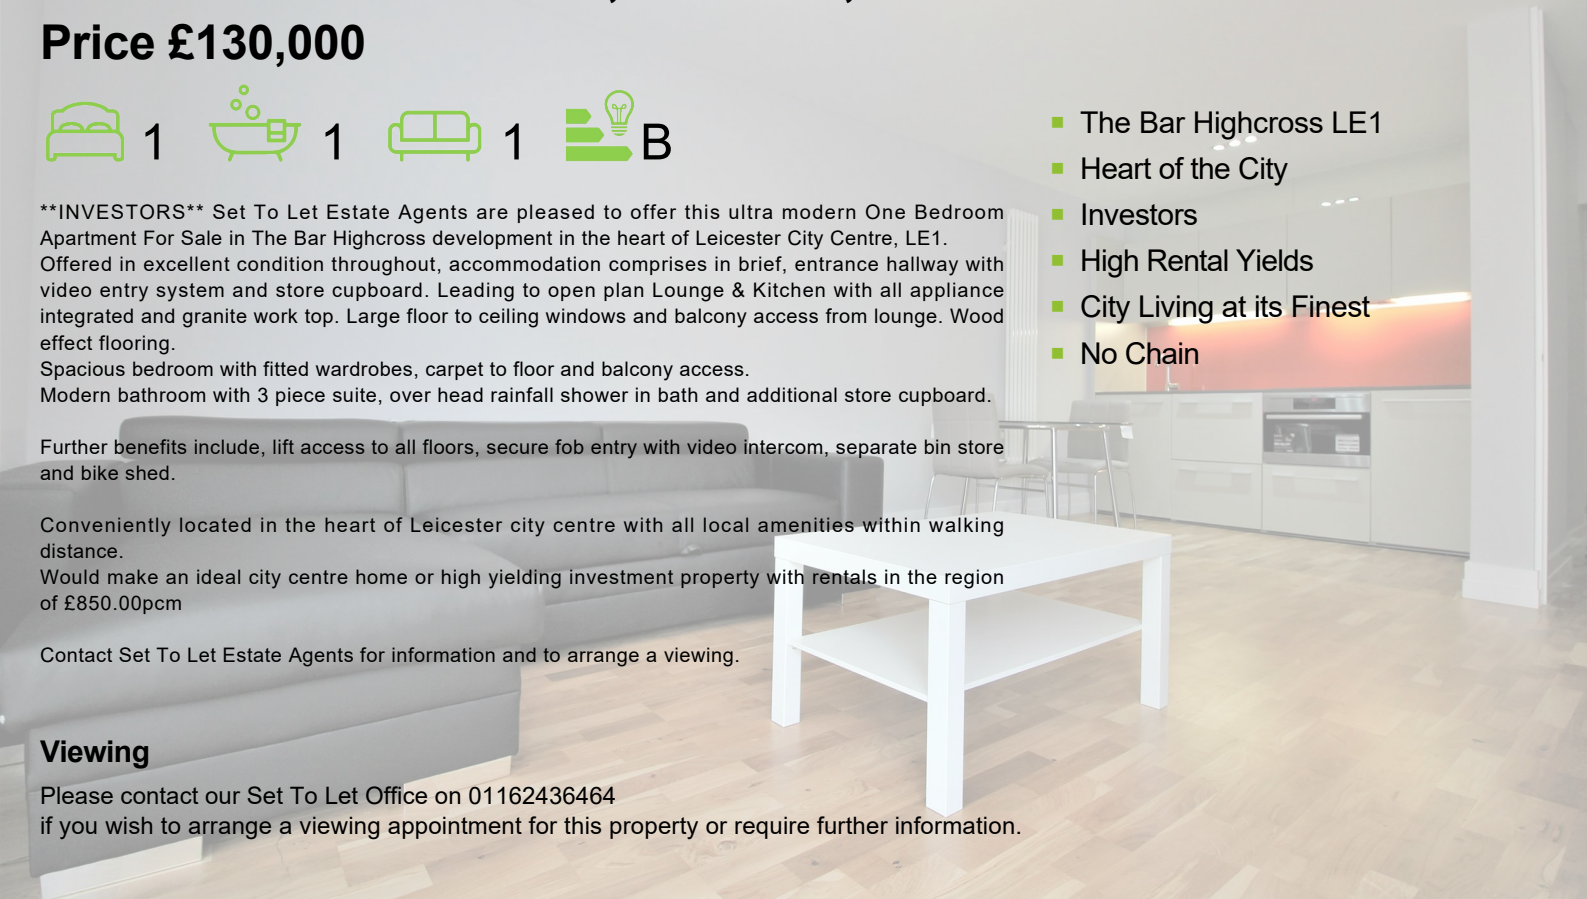 Price £130,000
1 1 1 B
**INVESTORS** Set To Let Estate Agents are pleased to offer this ultra modern One Bedroom
Apartment For Sale in The Bar Highcross development in the heart of Leicester City Centre, LE1.
Offered in excellent condition throughout, accommodation comprises in brief, entrance hallway with
video entry system and store cupboard. Leading to open plan Lounge & Kitchen with all appliance
integrated and granite work top. Large floor to ceiling windows and balcony access from lounge. Wood
effect flooring.
Spacious bedroom with fitted wardrobes, carpet to floor and balcony access.
Modern bathroom with 3 piece suite, over head rainfall shower in bath and additional store cupboard.
Further benefits include, lift access to all floors, secure fob entry with video intercom, separate bin store
and bike shed.
Conveniently located in the heart of Leicester city centre with all local amenities within walking
distance.
Would make an ideal city centre home or high yielding investment property with rentals in the region
of £850.00pcm
Contact Set To Let Estate Agents for information and to arrange a viewing.
The Bar Highcross LE1
Heart of the City
Investors
High Rental Yields
City Living at its Finest
No Chain
Viewing
Please contact our Set To Let Office on 01162436464
if you wish to arrange a viewing appointment for this property or require further information.